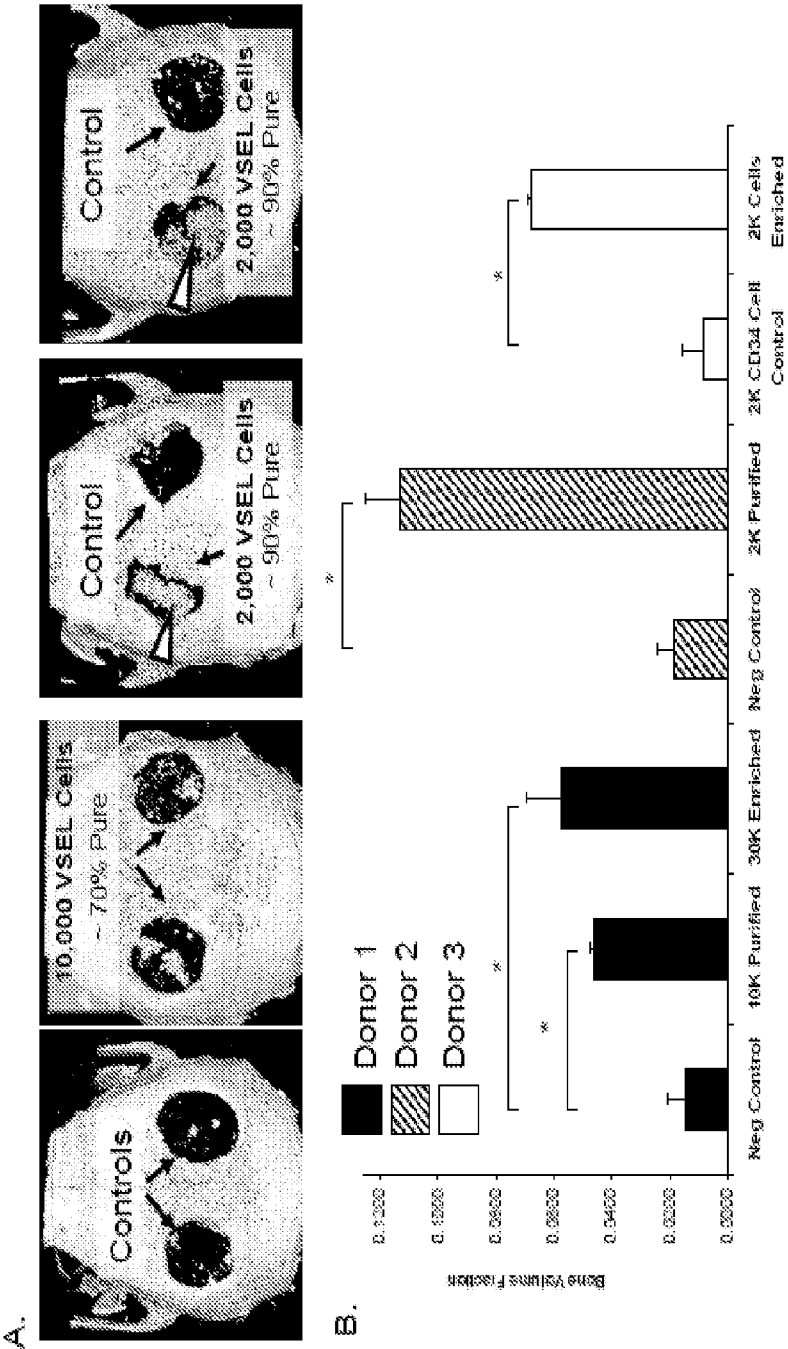 A.
Controls
10,000 VSEL Cells
~ 70% Pure
Control
2,000 VSEL Cells
~ 90% Pure
Control
2,000 VSEL Cells
~ 90% Pure
B.
Donor 1
Donor 2
Donor 3
Bone Volume Fraction
0.1200
0.1000
0.0800
0.0600
0.0400
0.0200
0.0000
*
*
*
*
Neg Control
10K Purified
30K Enriched
Neg Control
2K Purified
2K CD34 Cell
Control
2K Cells
Enriched